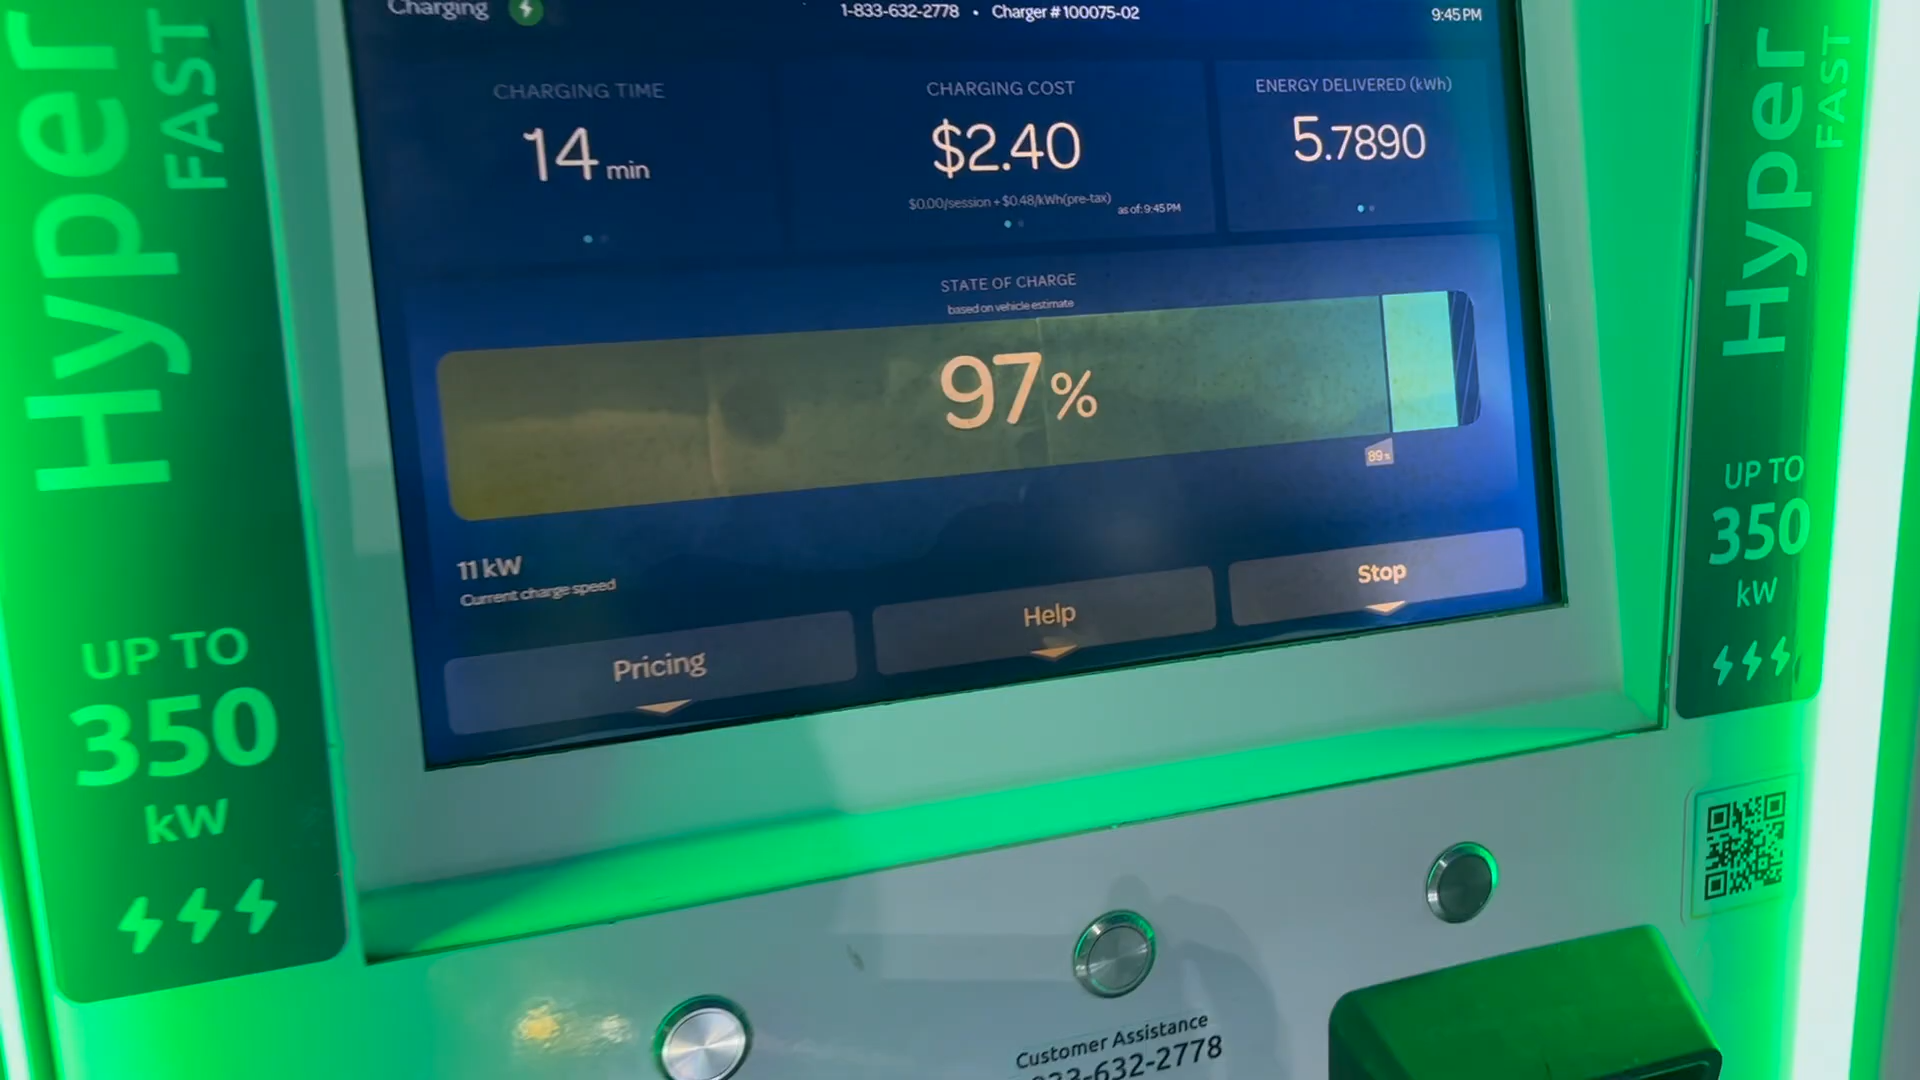 Charging
1-833-632-2778 • Charger # 100075-02
9:45 PM
CHARGING TIME
14 min
CHARGING COST
$2.40
$0.00/session + $0.48/kWh(pre-tax)
as of: 9:45 PM
ENERGY DELIVERED (kWh)
5.7890
STATE OF CHARGE
based on vehicle estimate
97%
89%
11 kW
Current charge speed
Pricing
Help
Stop
Hyper
FAST
UP TO
350
kW
Hyper
FAST
UP TO
350
kW
Customer Assistance
833-632-2778